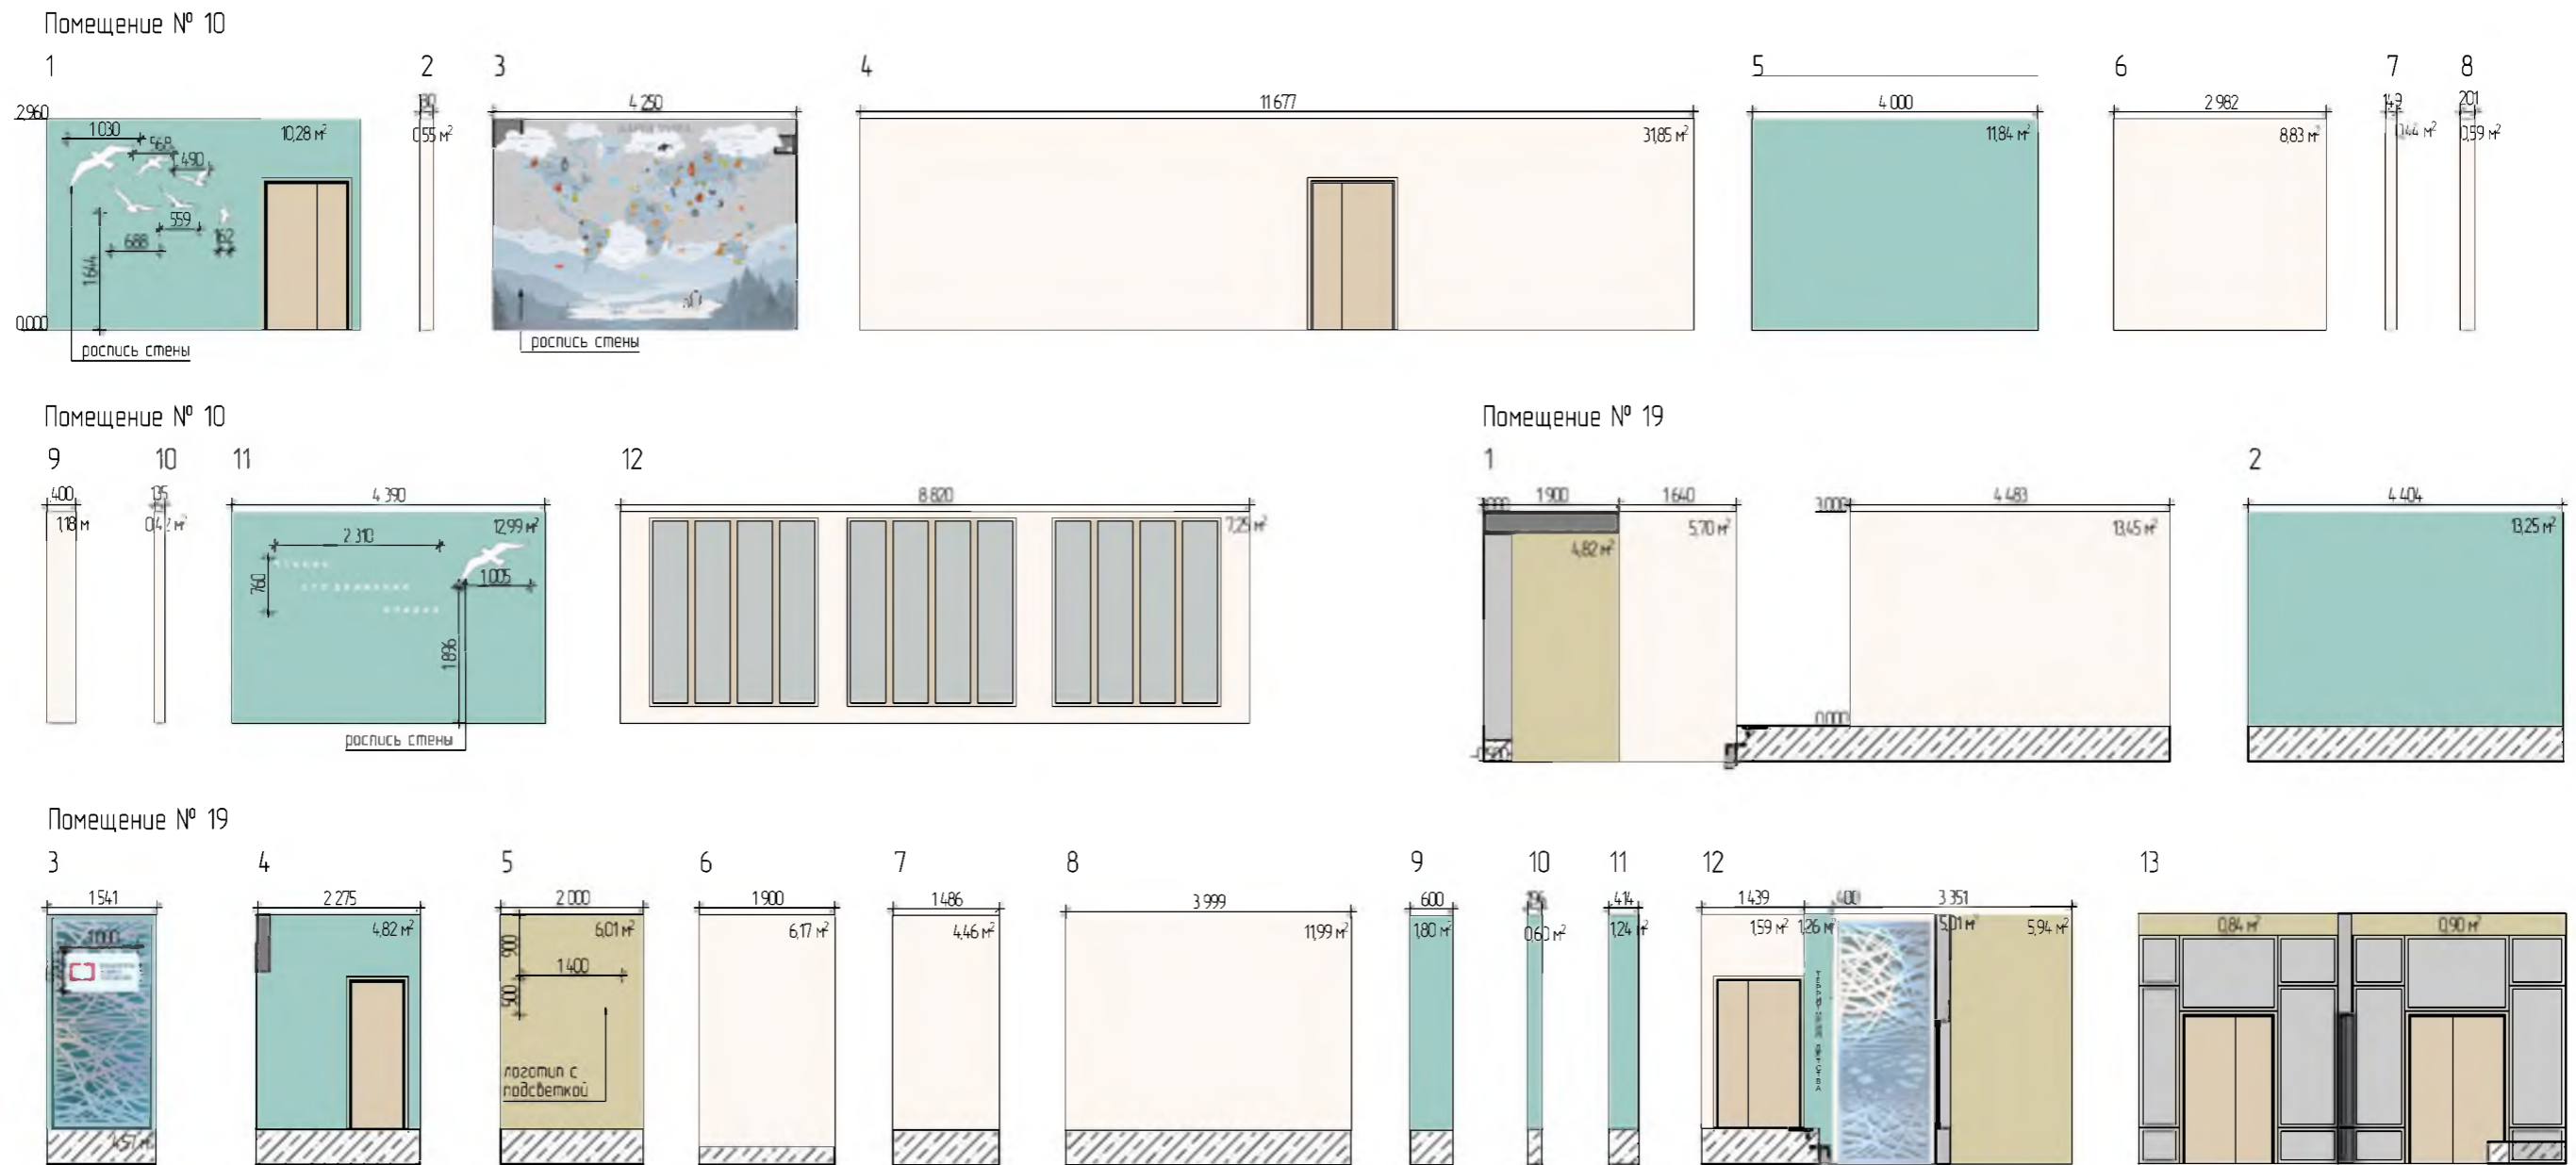 Помещение № 10
1 2 3 4 5 6 7 8
2,960 4 250 11 677 4 000 2 982 149 201
1 030 10,28 м² 0,55 м² 31,85 м² 11,84 м² 8,83 м² 0,44 м² 0,59 м²
568
490
559
688 162
1 644
0,000
роспись стены
роспись стены
Помещение № 10 Помещение № 19
9 10 11 12 1 2
400 135 4 390 8 820 3,000 1 900 1 640 3,000 4 483 4 404
1,18 м 12,99 м² 7,25 м² 4,82 м² 5,70 м² 13,45 м² 13,25 м²
2 310
760 1 005
1 896
0,000
роспись стены
Помещение № 19
3 4 5 6 7 8 9 10 11 12 13
1 541 2 275 2 000 1 900 1 486 3 999 600 414 1 439 400 3 351
4,82 м² 6,01 м² 6,17 м² 4,46 м² 11,99 м² 1,80 м² 0,60 м² 1,24 м² 1,59 м² 1,26 м² 5,01 м² 5,94 м² 0,84 м² 0,90 м²
1 000 900
1 400
500
логотип с
подсветкой
ТЕРРИТОРИЯ ДЕТСТВА
4,57 м